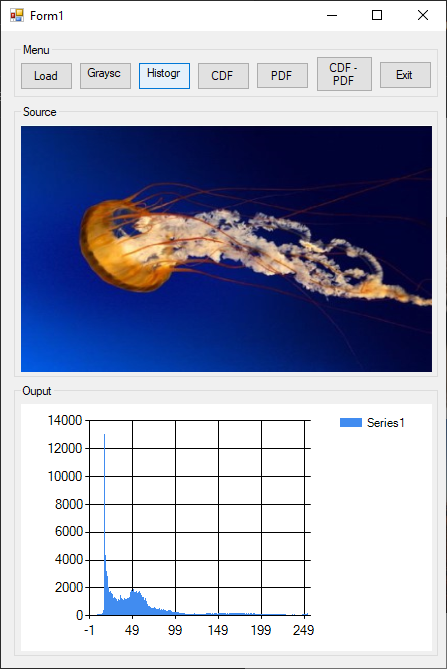 Form1
Menu
Load
Graysc
Histogr
CDF
PDF
CDF -
PDF
Exit
Source
Ouput
14000
12000
10000
8000
6000
4000
2000
0
-1 49 99 149 199 249
Series1